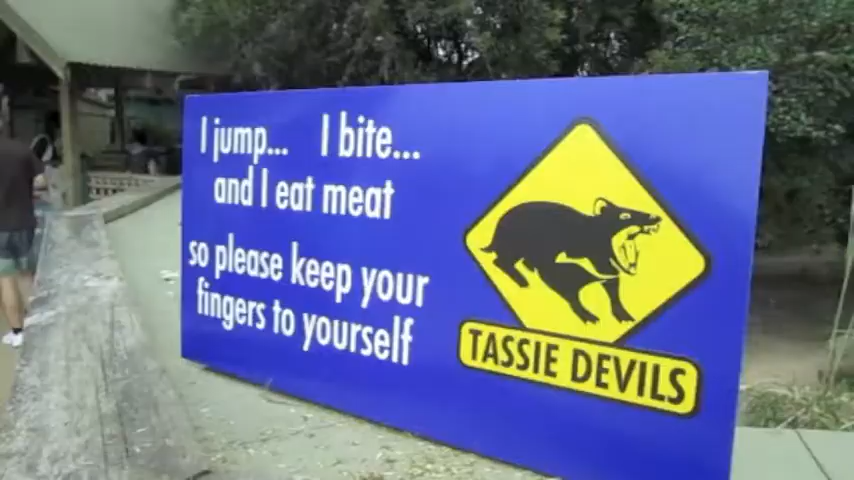 I jump... I bite...
and I eat meat
so please keep your
fingers to yourself
TASSIE DEVILS